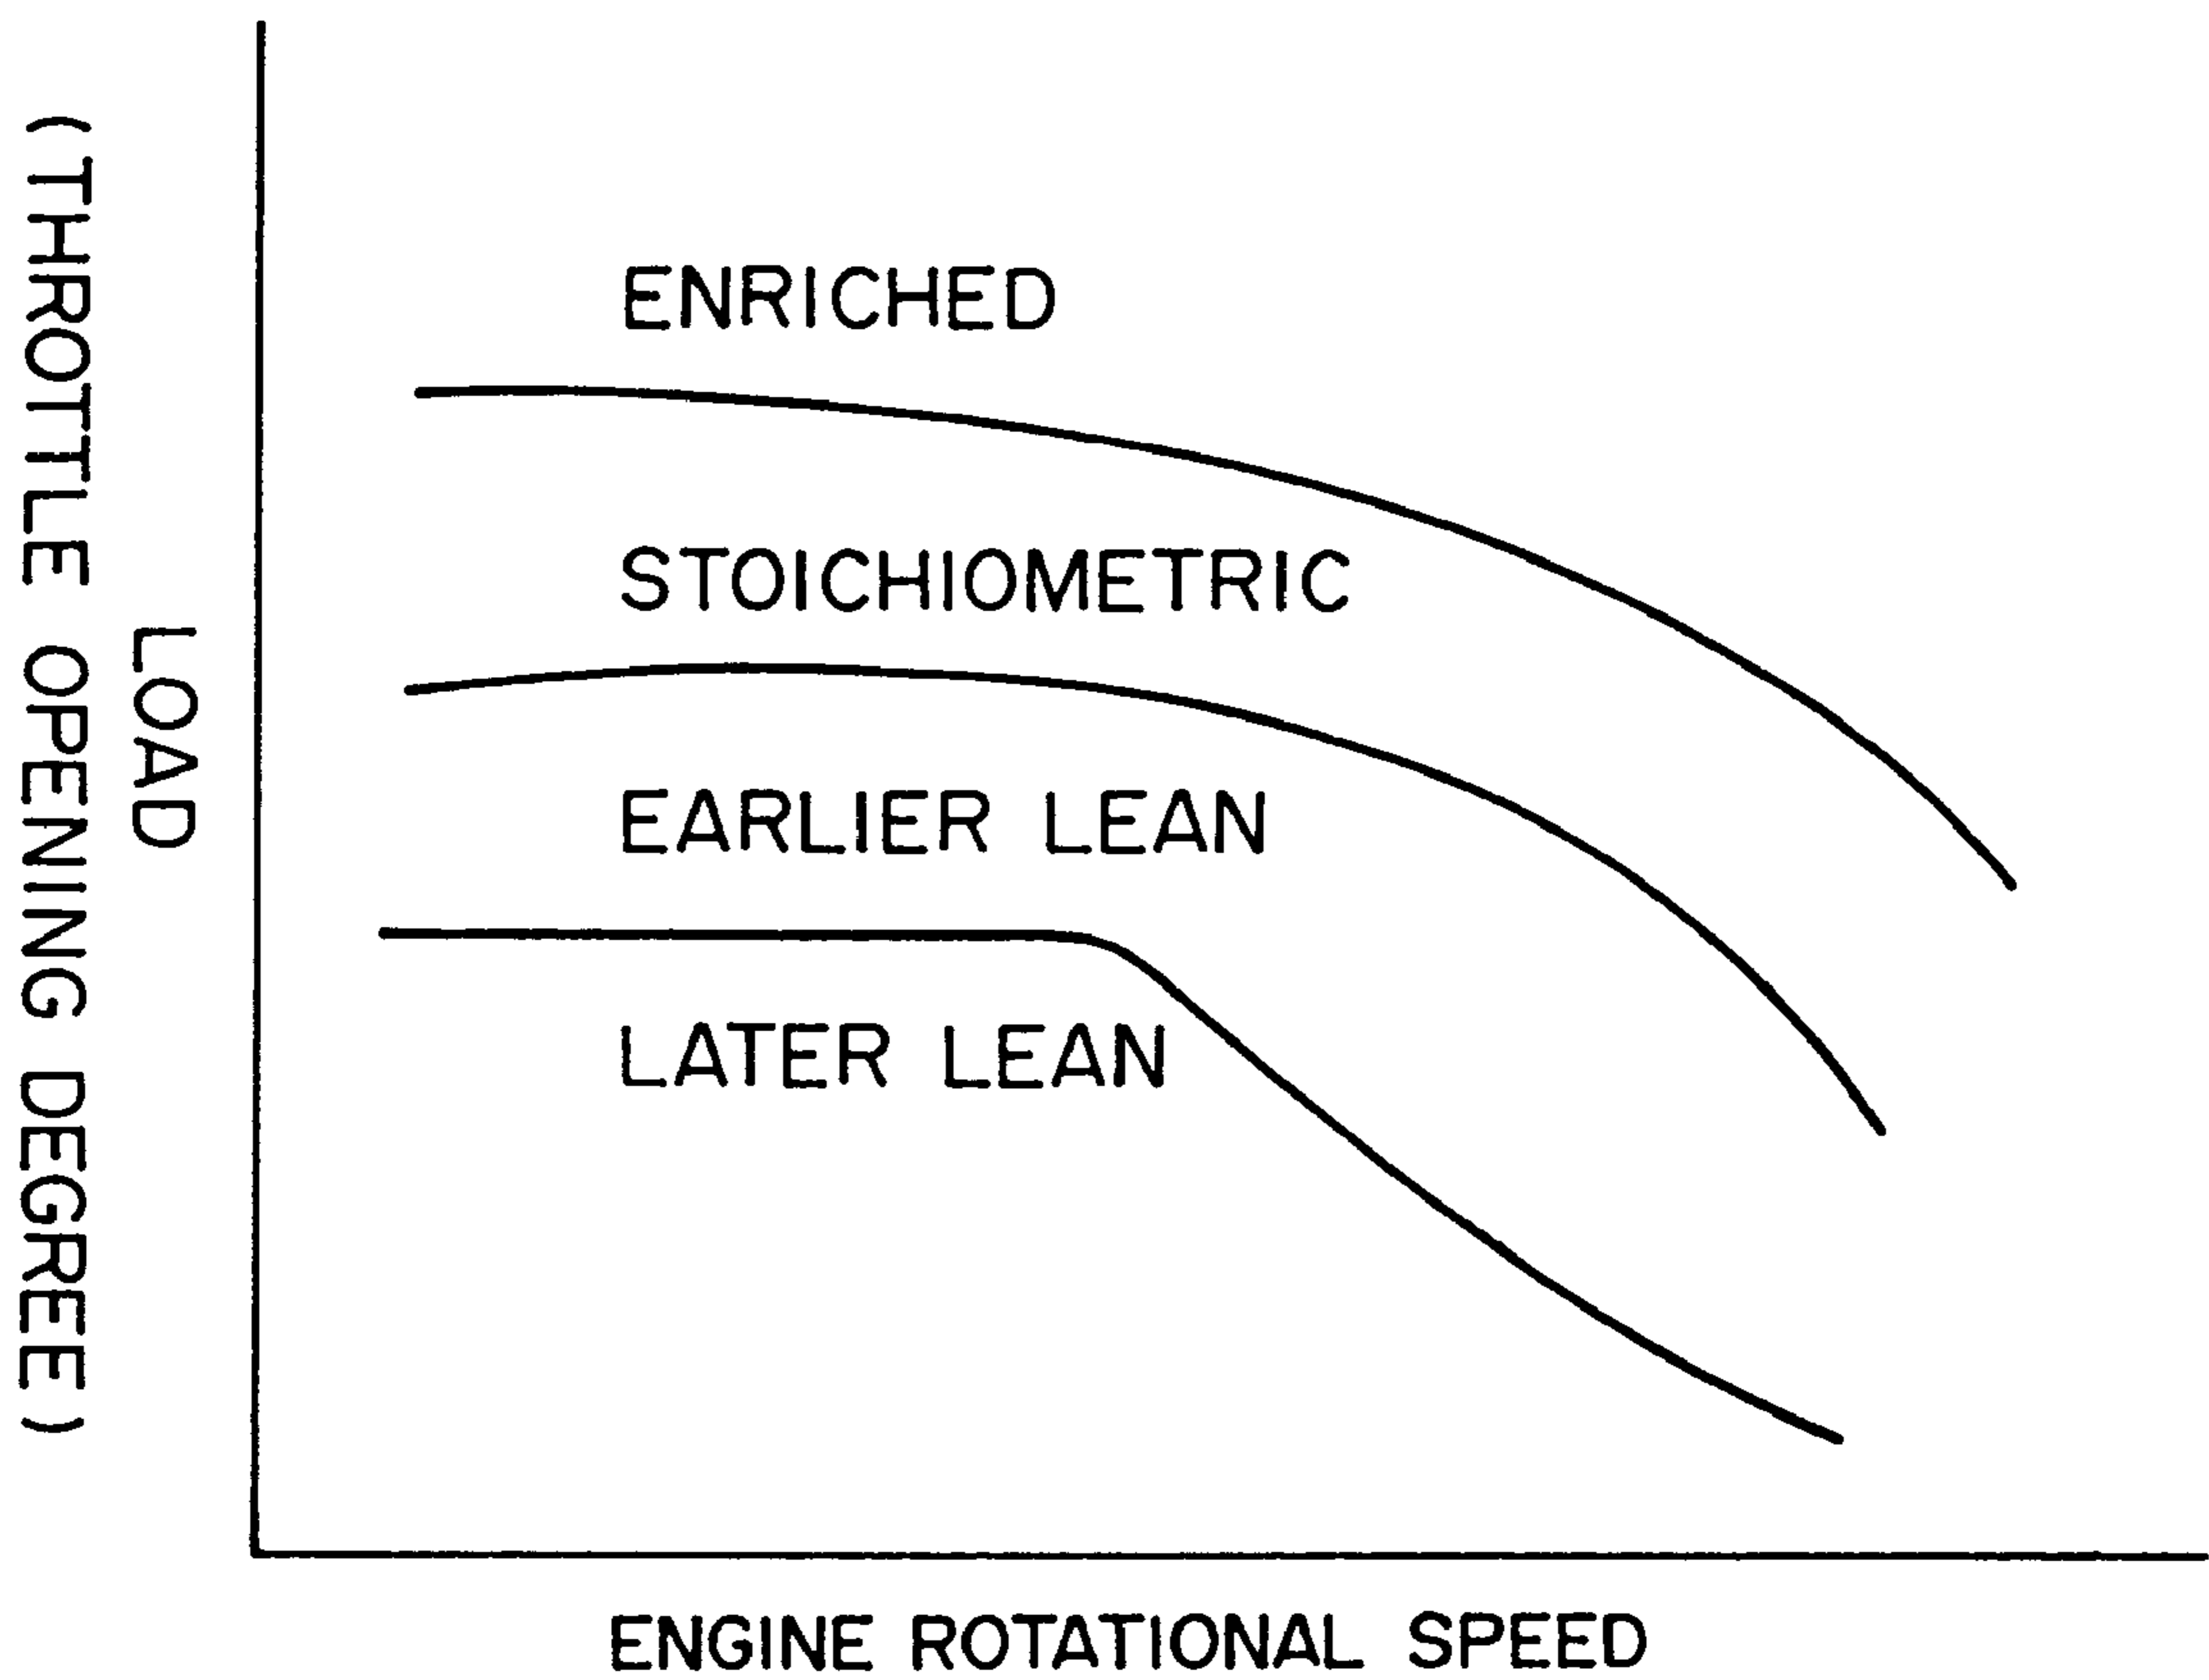 ENRICHED
STOICHIOMETRIC
EARLIER LEAN
LATER LEAN
LOAD
(THROTTLE OPENING DEGREE)
ENGINE ROTATIONAL SPEED